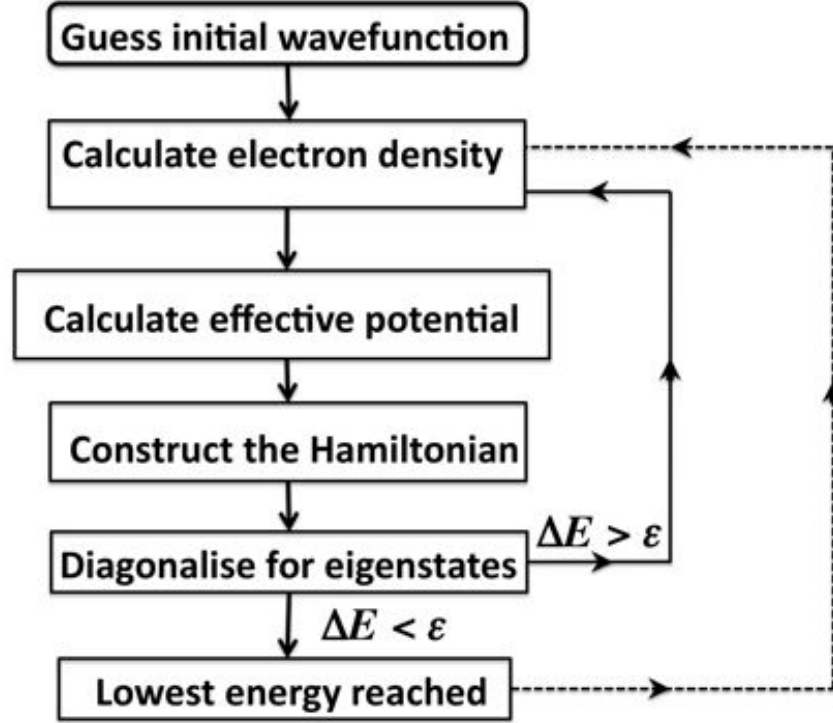 Guess initial wavefunction
Calculate electron density
Calculate effective potential
Construct the Hamiltonian
Diagonalise for eigenstates
ΔE > ε
ΔE < ε
Lowest energy reached